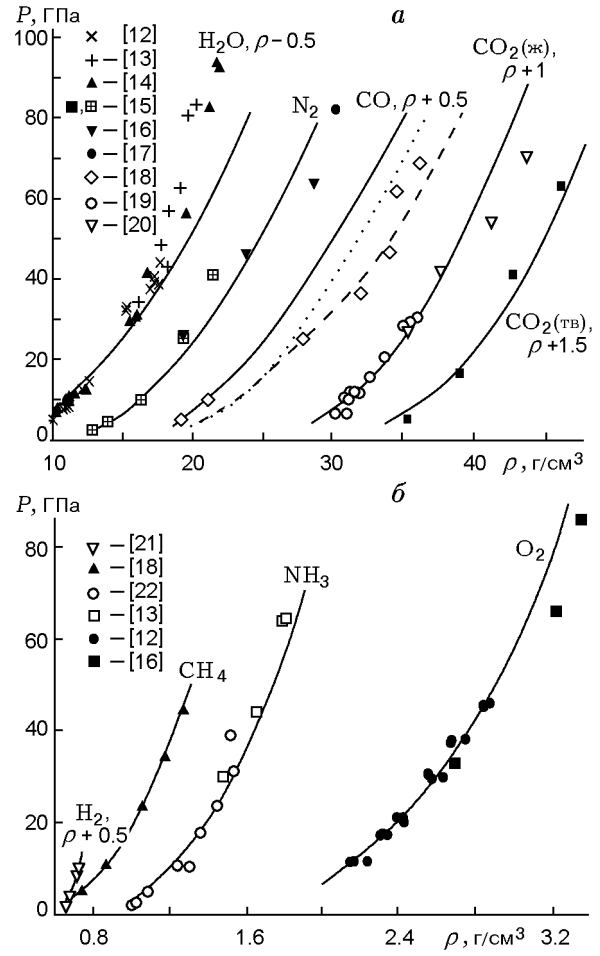 P, ГПа
а
100
80
60
40
20
0
× – [12]
+ – [13]
▲ – [14]
■, ⊞ – [15]
▼ – [16]
● – [17]
◇ – [18]
○ – [19]
▽ – [20]
H₂O, ρ – 0.5
N₂
CO, ρ + 0.5
CO₂(ж),
ρ + 1
CO₂(тв),
ρ + 1.5
10 20 30 40
ρ, г/см³
P, ГПа
б
80
60
40
20
0
▽ – [21]
▲ – [18]
○ – [22]
□ – [13]
● – [12]
■ – [16]
H₂,
ρ + 0.5
CH₄
NH₃
O₂
0.8 1.6 2.4 3.2
ρ, г/см³